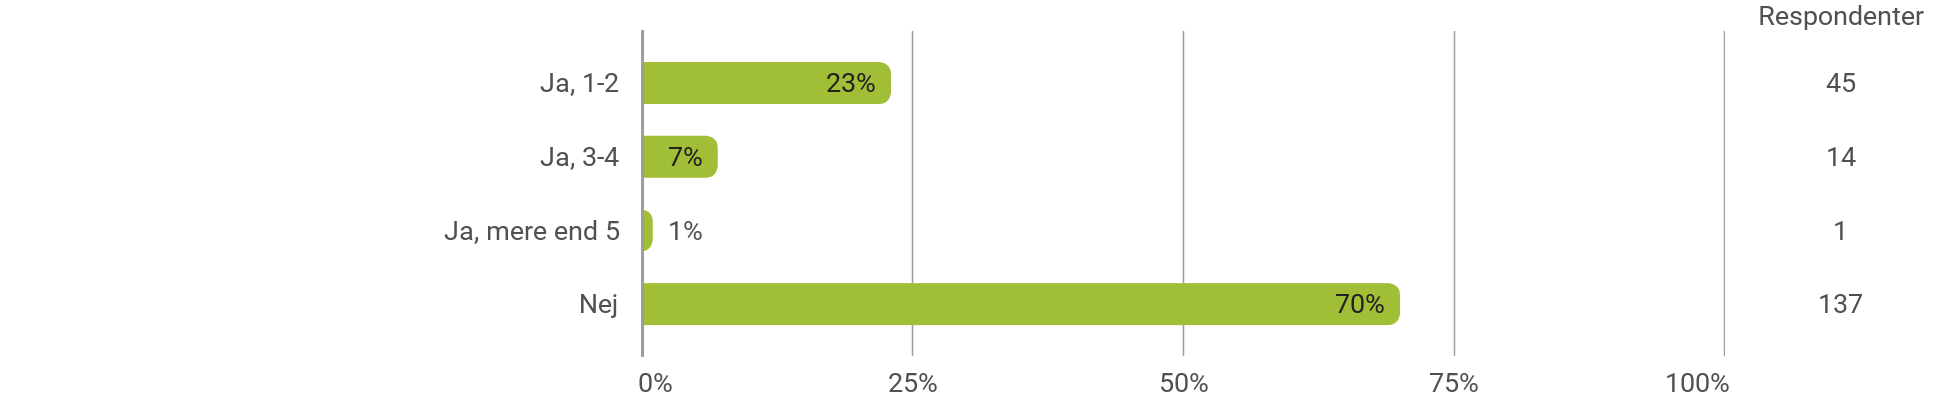 Respondenter
Ja, 1-2 23% 45
Ja, 3-4 7% 14
Ja, mere end 5 1% 1
Nej 70% 137
0% 25% 50% 75% 100%